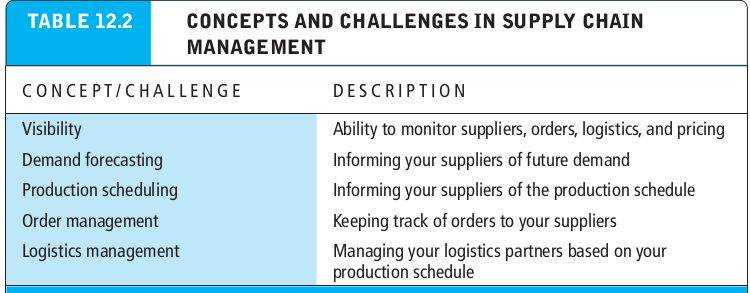 TABLE 12.2
CONCEPTS AND CHALLENGES IN SUPPLY CHAIN
MANAGEMENT
CONCEPT/CHALLENGE DESCRIPTION
Visibility Ability to monitor suppliers, orders, logistics, and pricing
Demand forecasting Informing your suppliers of future demand
Production scheduling Informing your suppliers of the production schedule
Order management Keeping track of orders to your suppliers
Logistics management Managing your logistics partners based on your
production schedule